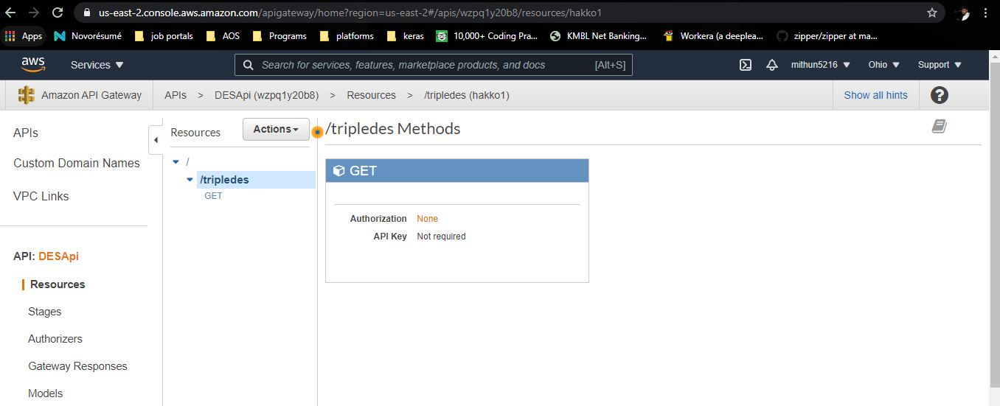 us-east-2.console.aws.amazon.com/apigateway/home?region=us-east-2#/apis/wzpq1y20b8/resources/hakko1
Apps Novorésumé job portals AOS Programs platforms keras 10,000+ Coding Pra... KMBL Net Banking... Workera (a deeplea... zipper/zipper at ma...
aws Services Search for services, features, marketplace products, and docs [Alt+S] mithun5216 Ohio Support
Amazon API Gateway APIs > DESApi (wzpq1y20b8) > Resources > /tripledes (hakko1) Show all hints ?
APIs
Custom Domain Names
VPC Links
API: DESApi
Resources
Stages
Authorizers
Gateway Responses
Models
Resources Actions
/
/tripledes
GET
/tripledes Methods
GET
Authorization None
API Key Not required